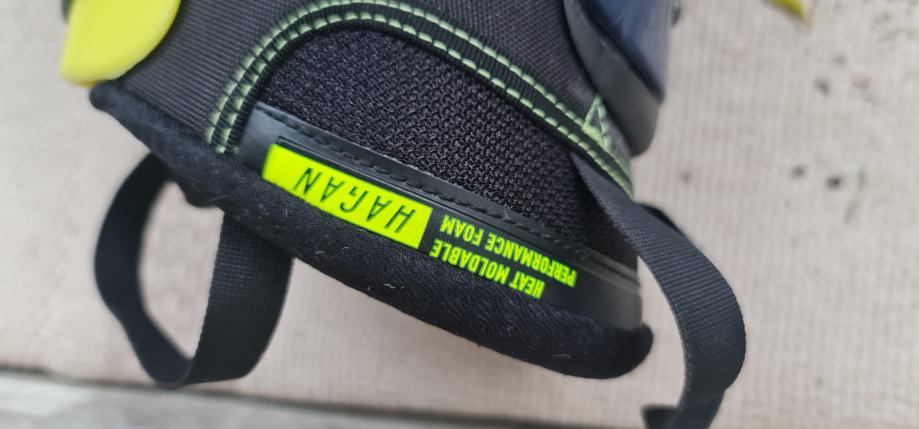 HAGAN
HEAT MOLDABLE
PERFORMANCE FOAM